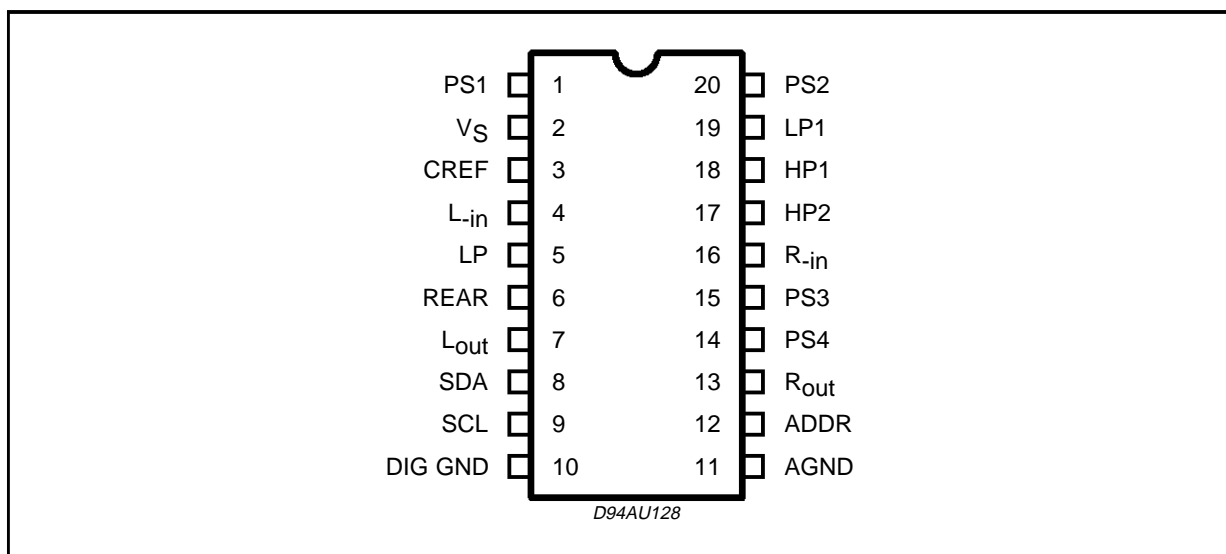 PS1 1 20 PS2
VS 2 19 LP1
CREF 3 18 HP1
L-in 4 17 HP2
LP 5 16 R-in
REAR 6 15 PS3
Lout 7 14 PS4
SDA 8 13 Rout
SCL 9 12 ADDR
DIG GND 10 11 AGND
D94AU128